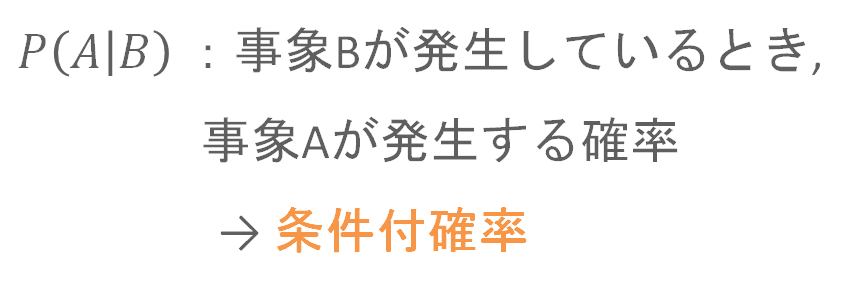 P(A|B) : 事象Bが発生しているとき,
事象Aが発生する確率
→ 条件付確率